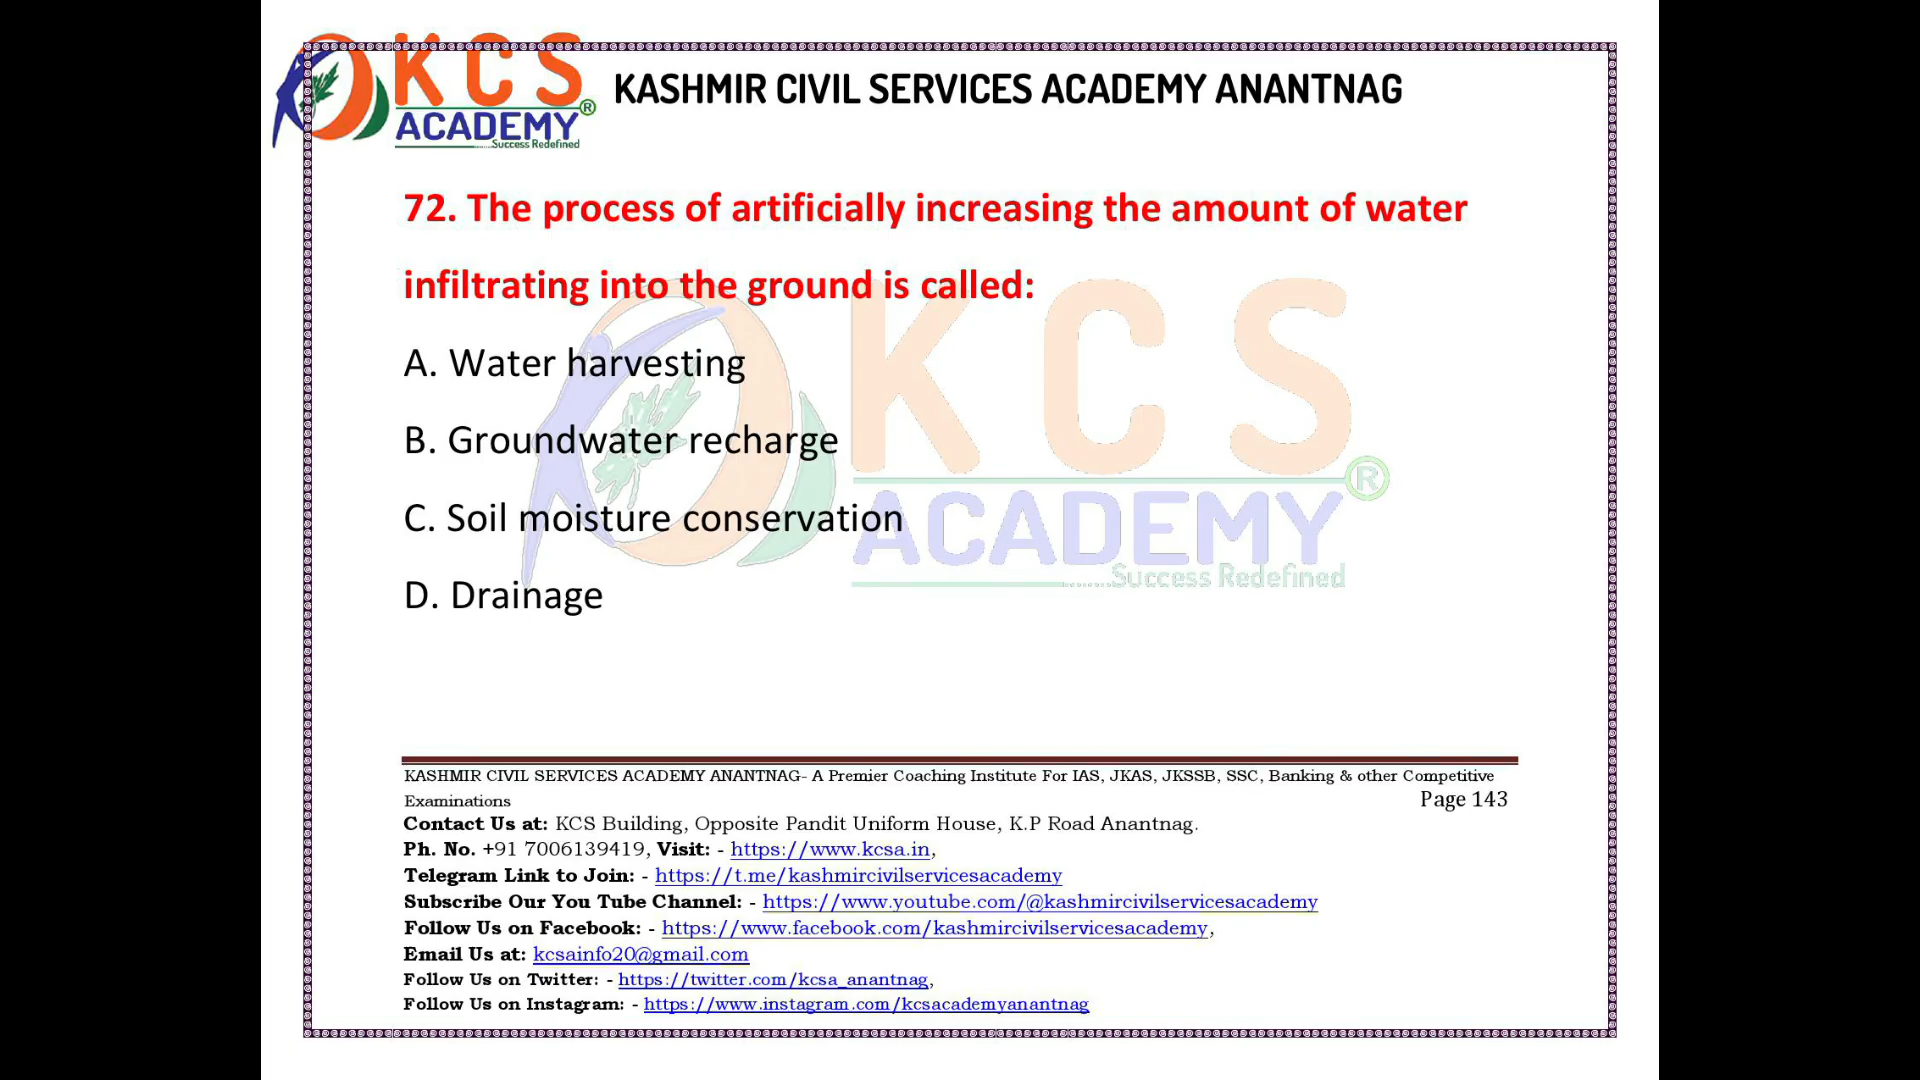 KCS
ACADEMY®
......Success Redefined
KASHMIR CIVIL SERVICES ACADEMY ANANTNAG
72. The process of artificially increasing the amount of water
infiltrating into the ground is called:
A. Water harvesting
B. Groundwater recharge
C. Soil moisture conservation
D. Drainage
KCS
ACADEMY®
.......Success Redefined
KASHMIR CIVIL SERVICES ACADEMY ANANTNAG- A Premier Coaching Institute For IAS, JKAS, JKSSB, SSC, Banking & other Competitive
Examinations Page 143
Contact Us at: KCS Building, Opposite Pandit Uniform House, K.P Road Anantnag.
Ph. No. +91 7006139419, Visit: - https://www.kcsa.in,
Telegram Link to Join: - https://t.me/kashmircivilservicesacademy
Subscribe Our You Tube Channel: - https://www.youtube.com/@kashmircivilservicesacademy
Follow Us on Facebook: - https://www.facebook.com/kashmircivilservicesacademy,
Email Us at: kcsainfo20@gmail.com
Follow Us on Twitter: - https://twitter.com/kcsa_anantnag,
Follow Us on Instagram: - https://www.instagram.com/kcsacademyanantnag